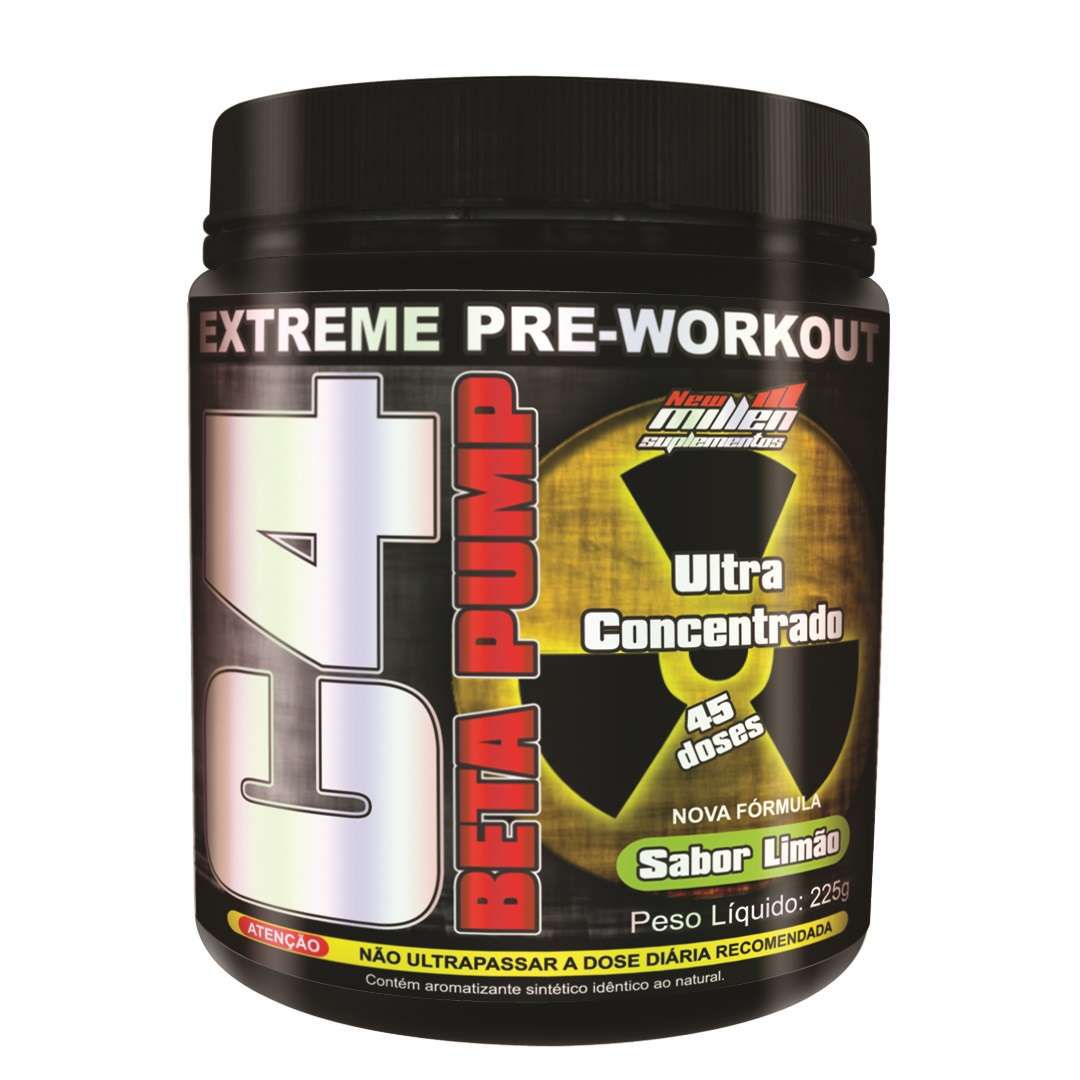 EXTREME PRE-WORKOUT
C4
BETA PUMP
New
millen
suplementos
Ultra
Concentrado
45
doses
NOVA FÓRMULA
Sabor Limão
Peso Líquido: 225g
ATENÇÃO
NÃO ULTRAPASSAR A DOSE DIÁRIA RECOMENDADA
Contém aromatizante sintético idêntico ao natural.